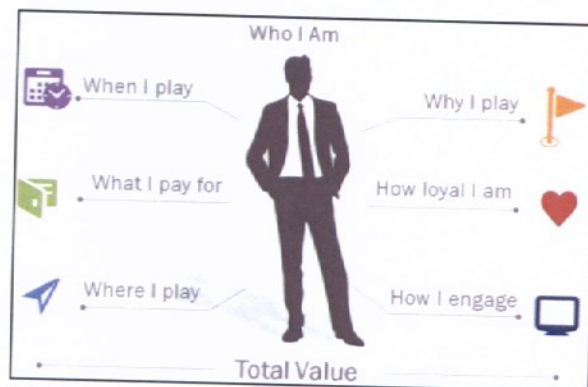 Who I Am
When I play
Why I play
What I pay for
How loyal I am
Where I play
How I engage
Total Value